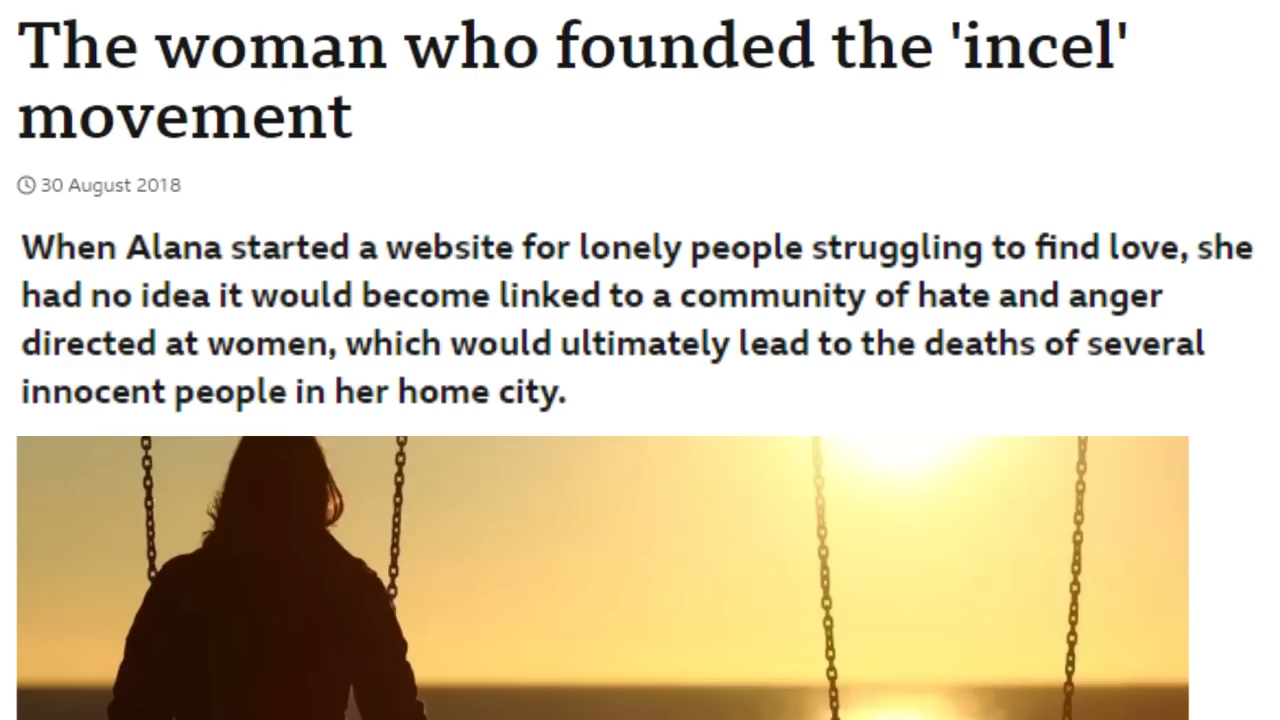 The woman who founded the 'incel'
movement
30 August 2018
When Alana started a website for lonely people struggling to find love, she
had no idea it would become linked to a community of hate and anger
directed at women, which would ultimately lead to the deaths of several
innocent people in her home city.